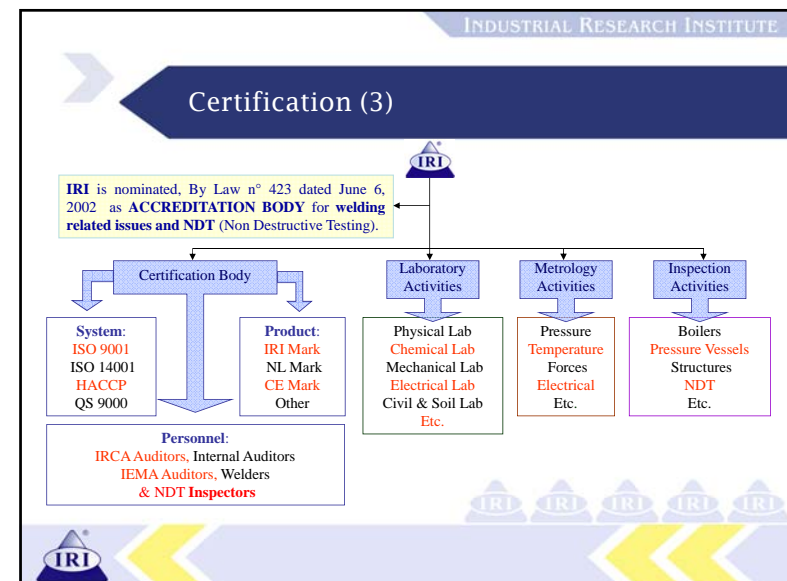 INDUSTRIAL RESEARCH INSTITUTE
Certification (3)
IRI
IRI is nominated, By Law n° 423 dated June 6,
2002 as ACCREDITATION BODY for welding
related issues and NDT (Non Destructive Testing).
Certification Body
Laboratory
Activities
Metrology
Activities
Inspection
Activities
System:
ISO 9001
ISO 14001
HACCP
QS 9000
Product:
IRI Mark
NL Mark
CE Mark
Other
Physical Lab
Chemical Lab
Mechanical Lab
Electrical Lab
Civil & Soil Lab
Etc.
Pressure
Temperature
Forces
Electrical
Etc.
Boilers
Pressure Vessels
Structures
NDT
Etc.
Personnel:
IRCA Auditors, Internal Auditors
IEMA Auditors, Welders
& NDT Inspectors
IRI IRI IRI IRI IRI
IRI